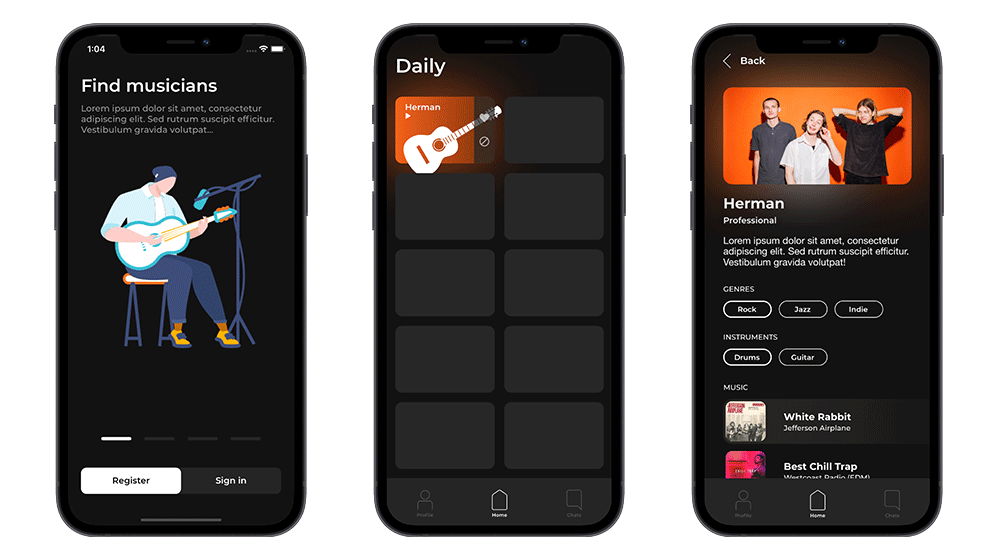 1:04
Find musicians
Lorem ipsum dolor sit amet, consectetur
adipiscing elit. Sed rutrum suscipit efficitur.
Vestibulum gravida volutpat...
Register
Sign in
Daily
Herman
Profile
Home
Chats
Back
Herman
Professional
Lorem ipsum dolor sit amet, consectetur
adipiscing elit. Sed rutrum suscipit efficitur.
Vestibulum gravida volutpat!
GENRES
Rock
Jazz
Indie
INSTRUMENTS
Drums
Guitar
MUSIC
JEFFERSON
AIRPLANE
White Rabbit
Jefferson Airplane
Best Chill Trap
Westcoast Radio (EDM)
Profile
Home
Chats